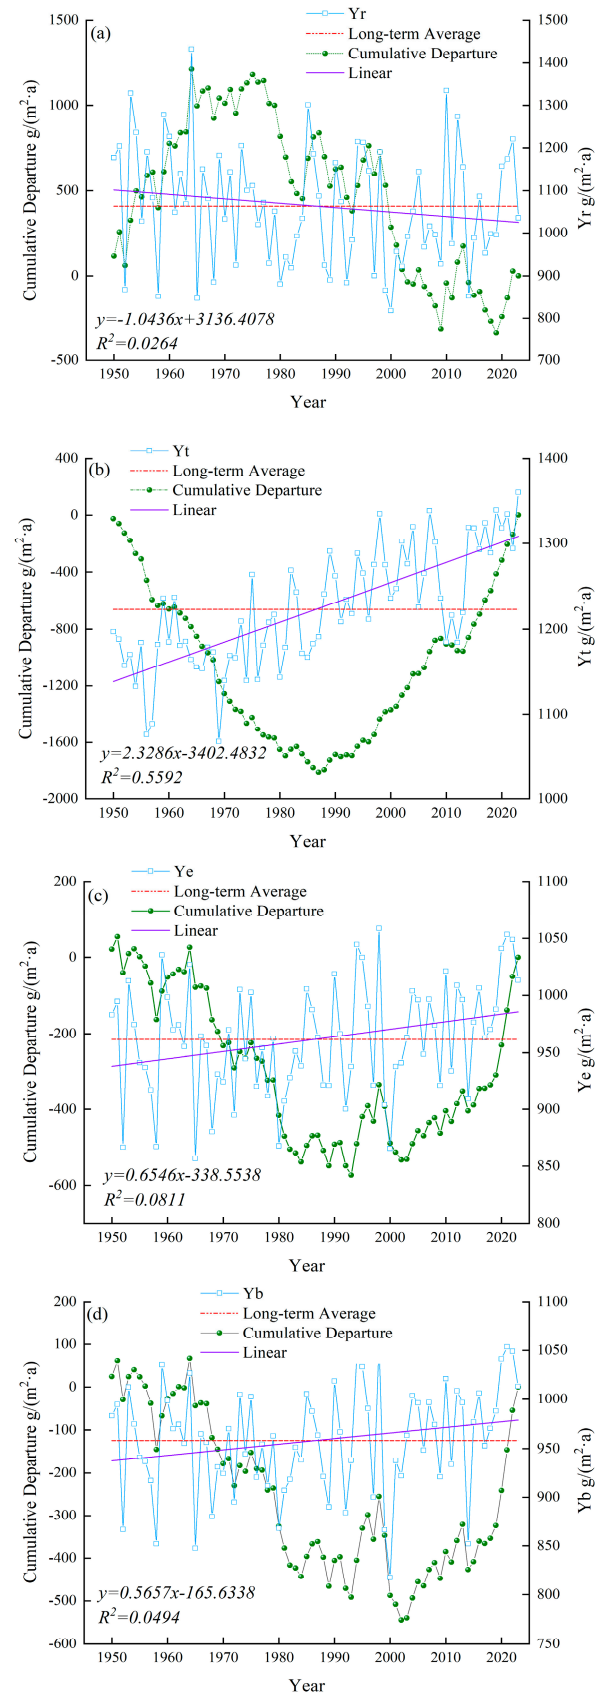 (a)
Yr
Long-term Average
Cumulative Departure
Linear
1500
1000
500
0
-500
Cumulative Departure g/(m²·a)
1500
1400
1300
1200
1100
1000
900
800
700
Yr g/(m²·a)
y=-1.0436x+3136.4078
R²=0.0264
1950 1960 1970 1980 1990 2000 2010 2020
Year
(b)
Yt
Long-term Average
Cumulative Departure
Linear
400
0
-400
-800
-1200
-1600
-2000
Cumulative Departure g/(m²·a)
1400
1300
1200
1100
1000
Yt g/(m²·a)
y=2.3286x-3402.4832
R²=0.5592
1950 1960 1970 1980 1990 2000 2010 2020
Year
(c)
Ye
Long-term Average
Cumulative Departure
Linear
200
0
-200
-400
-600
Cumulative Departure g/(m²·a)
1100
1050
1000
950
900
850
800
Ye g/(m²·a)
y=0.6546x-338.5538
R²=0.0811
1950 1960 1970 1980 1990 2000 2010 2020
Year
(d)
Yb
Long-term Average
Cumulative Departure
Linear
200
100
0
-100
-200
-300
-400
-500
-600
Cumulative Departure g/(m²·a)
1100
1050
1000
950
900
850
800
750
Yb g/(m²·a)
y=0.5657x-165.6338
R²=0.0494
1950 1960 1970 1980 1990 2000 2010 2020
Year